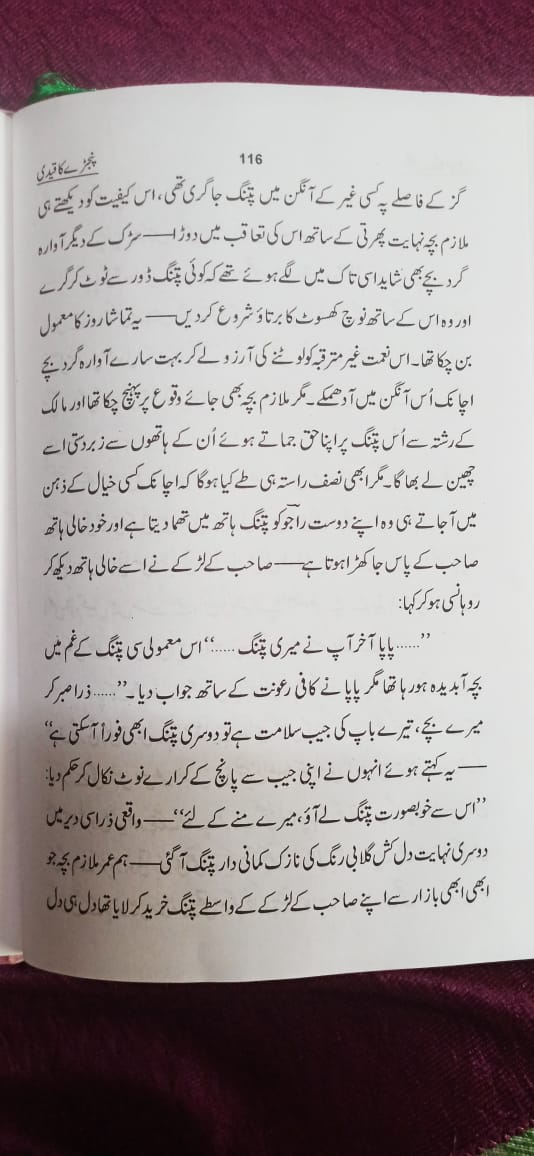 116
پنجڑے کا قیدی
گز کے فاصلے پہ کسی غیر کے آنگن میں پتنگ جا گری تھی، اس کیفیت کو دیکھتے ہی
ملازم بچہ نہایت پھرتی کے ساتھ اس کی تعاقب میں دوڑا——سڑک کے دیگر آوارہ
گرد بچے بھی شاید اسی تاک میں لگے ہوئے تھے کہ کوئی پتنگ ڈور سے ٹوٹ کر گرے
اور وہ اس کے ساتھ نوچ کھسوٹ کا برتاؤ شروع کر دیں——یہ تماشا روز کا معمول
بن چکا تھا۔ اس نعمت غیر مترقبہ کو لوٹنے کی آرزو لے کر بہت سارے آوارہ گرد بچے
اچانک اُس آنگن میں آدھمکے۔ مگر ملازم بچہ بھی جائے وقوع پر پہنچ چکا تھا اور مالک
کے رشتہ سے اُس پتنگ پر اپنا حق جماتے ہوئے اُن کے ہاتھوں سے زبردستی اسے
چھین لے بھاگا۔ مگر ابھی نصف راستہ ہی طے کیا ہوگا کہ اچانک کسی خیال کے ذہن
میں آجاتے ہی وہ اپنے دوست راجو کو پتنگ ہاتھ میں تھما دیتا ہے اور خود خالی ہاتھ
صاحب کے پاس جا کھڑا ہوتا ہے——صاحب کے لڑکے نے اسے خالی ہاتھ دیکھ کر
روہانسی ہو کر کہا:
”......پاپا آخر آپ نے میری پتنگ......“ اس معمولی سی پتنگ کے غم میں
بچہ آبدیدہ ہو رہا تھا مگر پاپا نے کافی رعونت کے ساتھ جواب دیا۔”......ذرا صبر کر
میرے بچے، تیرے باپ کی جیب سلامت ہے تو دوسری پتنگ ابھی فوراً آسکتی ہے“
——یہ کہتے ہوئے انہوں نے اپنی جیب سے پانچ کے کرارے نوٹ نکال کر حکم دیا:
”اس سے خوبصورت پتنگ لے آؤ، میرے منے کے لئے“——واقعی ذرا سی دیر میں
دوسری نہایت دل کش گلابی رنگ کی نازک کمانی دار پتنگ آگئی——ہم عمر ملازم بچہ جو
ابھی ابھی بازار سے اپنے صاحب کے لڑکے کے واسطے پتنگ خرید کر لایا تھا دل ہی دل